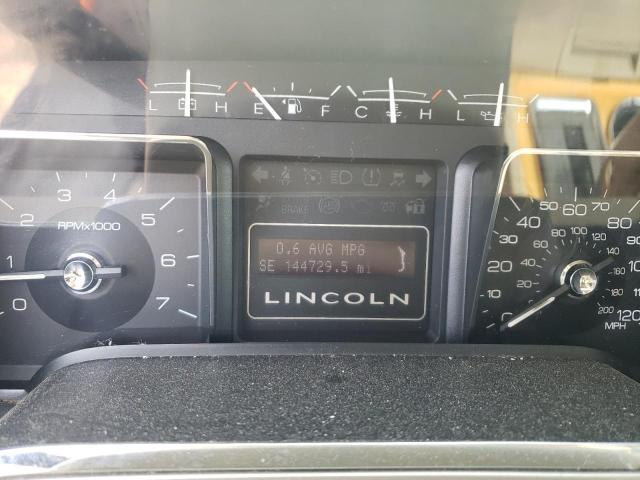 L H E F C H L H
BRAKE
0.6 AVG MPG
SE 144729.5 mi
LINCOLN
0 1 2 3 4 5 6 7
RPMX1000
0 10 20 30 40 50 60 70
20 40 60 80 100 120 140 160 180 200
120
MPH